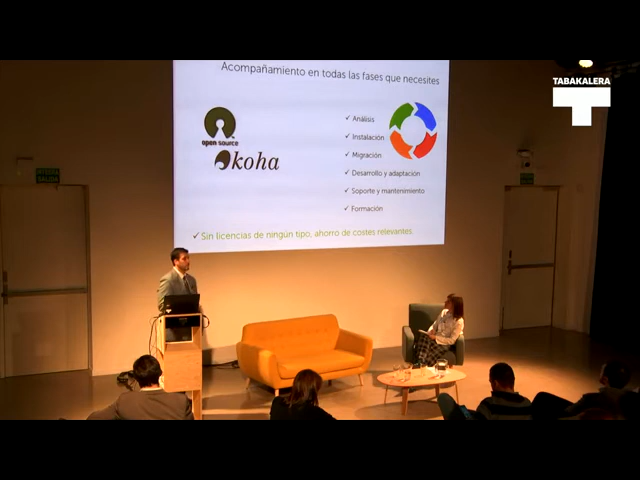 TABAKALERA
T
Acompañamiento en todas las fases que necesites
open source
koha
✓ Análisis
✓ Instalación
✓ Migración
✓ Desarrollo y adaptación
✓ Soporte y mantenimiento
✓ Formación
✓ Sin licencias de ningún tipo, ahorro de costes relevantes